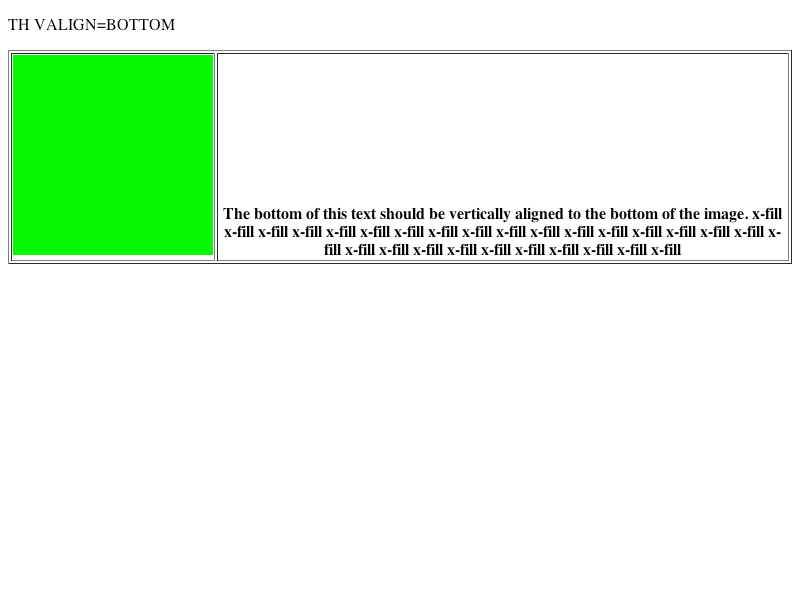 TH VALIGN=BOTTOM
The bottom of this text should be vertically aligned to the bottom of the image. x-fill
x-fill x-fill x-fill x-fill x-fill x-fill x-fill x-fill x-fill x-fill x-fill x-fill x-fill x-fill x-fill x-fill x-
fill x-fill x-fill x-fill x-fill x-fill x-fill x-fill x-fill x-fill x-fill